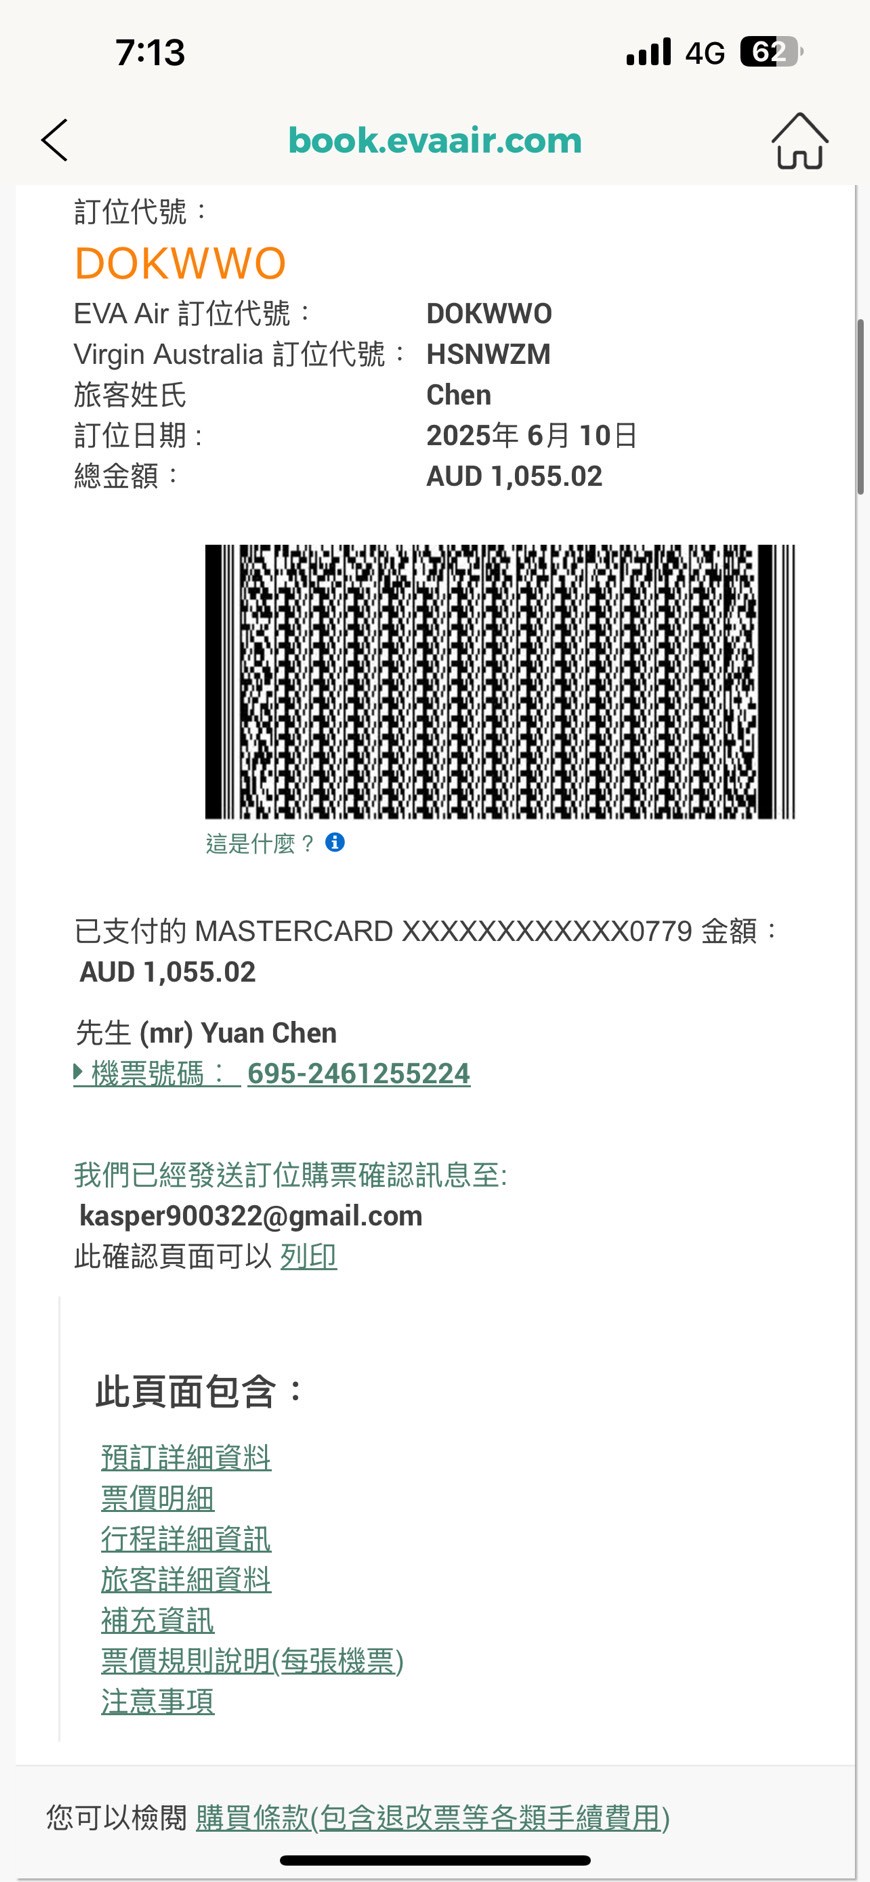 7:13
4G 62
book.evaair.com
訂位代號：
DOKWWO
EVA Air 訂位代號： DOKWWO
Virgin Australia 訂位代號： HSNWZM
旅客姓氏 Chen
訂位日期 : 2025年 6月 10日
總金額： AUD 1,055.02
這是什麼？
已支付的 MASTERCARD XXXXXXXXXXXX0779 金額：
AUD 1,055.02
先生 (mr) Yuan Chen
機票號碼： 695-2461255224
我們已經發送訂位購票確認訊息至:
kasper900322@gmail.com
此確認頁面可以 列印
此頁面包含：
預訂詳細資料
票價明細
行程詳細資訊
旅客詳細資料
補充資訊
票價規則說明(每張機票)
注意事項
您可以檢閱 購買條款(包含退改票等各類手續費用)